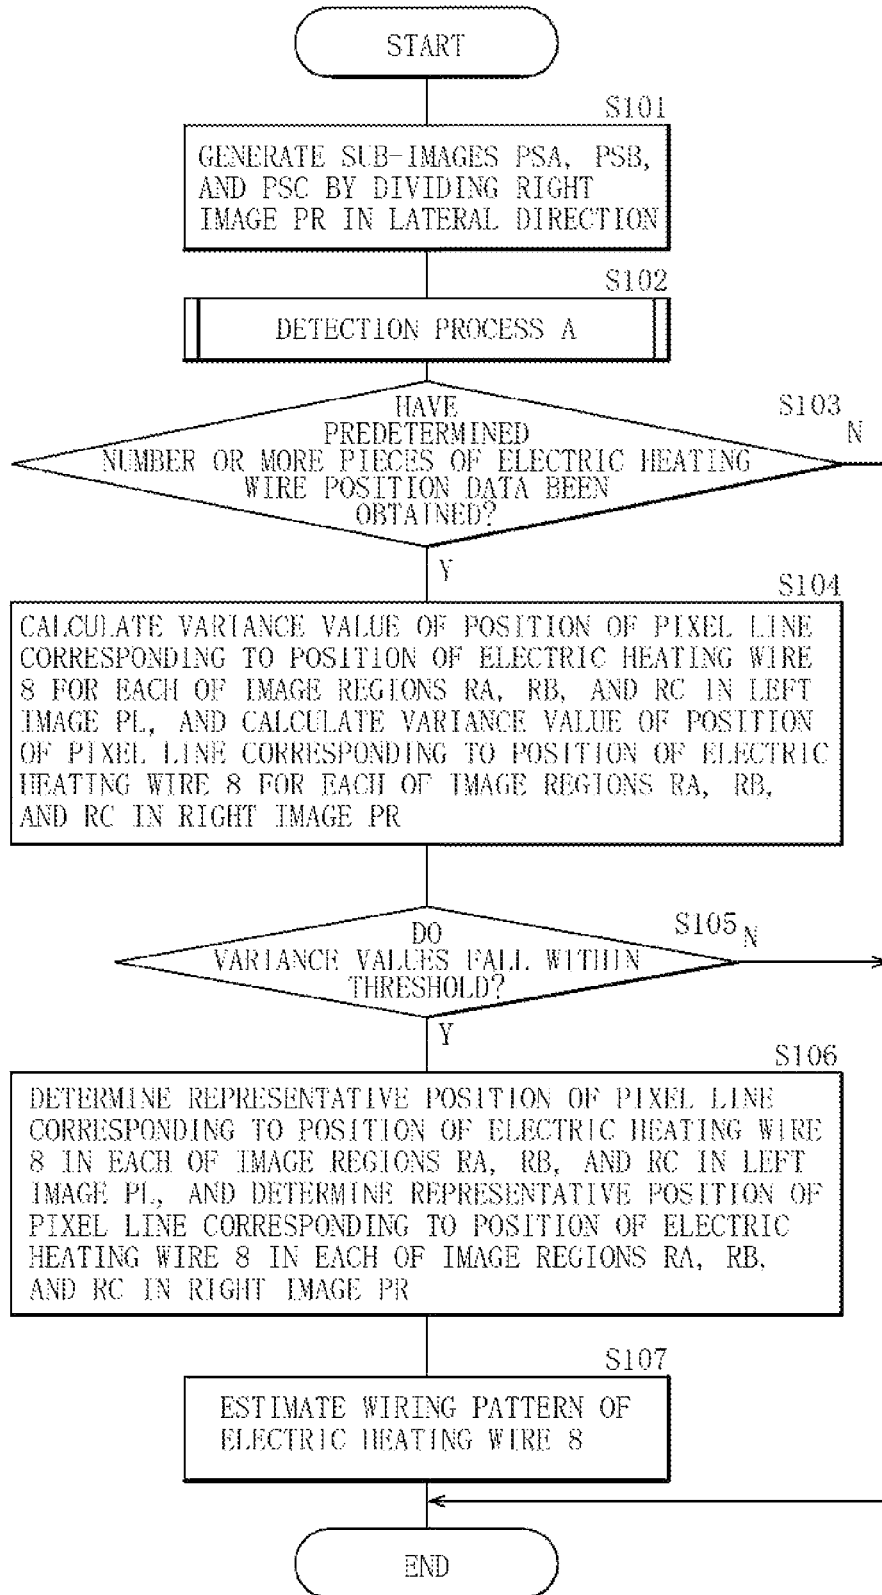 START
S101
GENERATE SUB-IMAGES PSA, PSB,
AND PSC BY DIVIDING RIGHT
IMAGE PR IN LATERAL DIRECTION
S102
DETECTION PROCESS A
S103
HAVE
PREDETERMINED
NUMBER OR MORE PIECES OF ELECTRIC HEATING
WIRE POSITION DATA BEEN
OBTAINED?
N
Y
S104
CALCULATE VARIANCE VALUE OF POSITION OF PIXEL LINE
CORRESPONDING TO POSITION OF ELECTRIC HEATING WIRE
8 FOR EACH OF IMAGE REGIONS RA, RB, AND RC IN LEFT
IMAGE PL, AND CALCULATE VARIANCE VALUE OF POSITION
OF PIXEL LINE CORRESPONDING TO POSITION OF ELECTRIC
HEATING WIRE 8 FOR EACH OF IMAGE REGIONS RA, RB,
AND RC IN RIGHT IMAGE PR
S105
N
DO
VARIANCE VALUES FALL WITHIN
THRESHOLD?
Y
S106
DETERMINE REPRESENTATIVE POSITION OF PIXEL LINE
CORRESPONDING TO POSITION OF ELECTRIC HEATING WIRE
8 IN EACH OF IMAGE REGIONS RA, RB, AND RC IN LEFT
IMAGE PL, AND DETERMINE REPRESENTATIVE POSITION OF
PIXEL LINE CORRESPONDING TO POSITION OF ELECTRIC
HEATING WIRE 8 IN EACH OF IMAGE REGIONS RA, RB,
AND RC IN RIGHT IMAGE PR
S107
ESTIMATE WIRING PATTERN OF
ELECTRIC HEATING WIRE 8
END